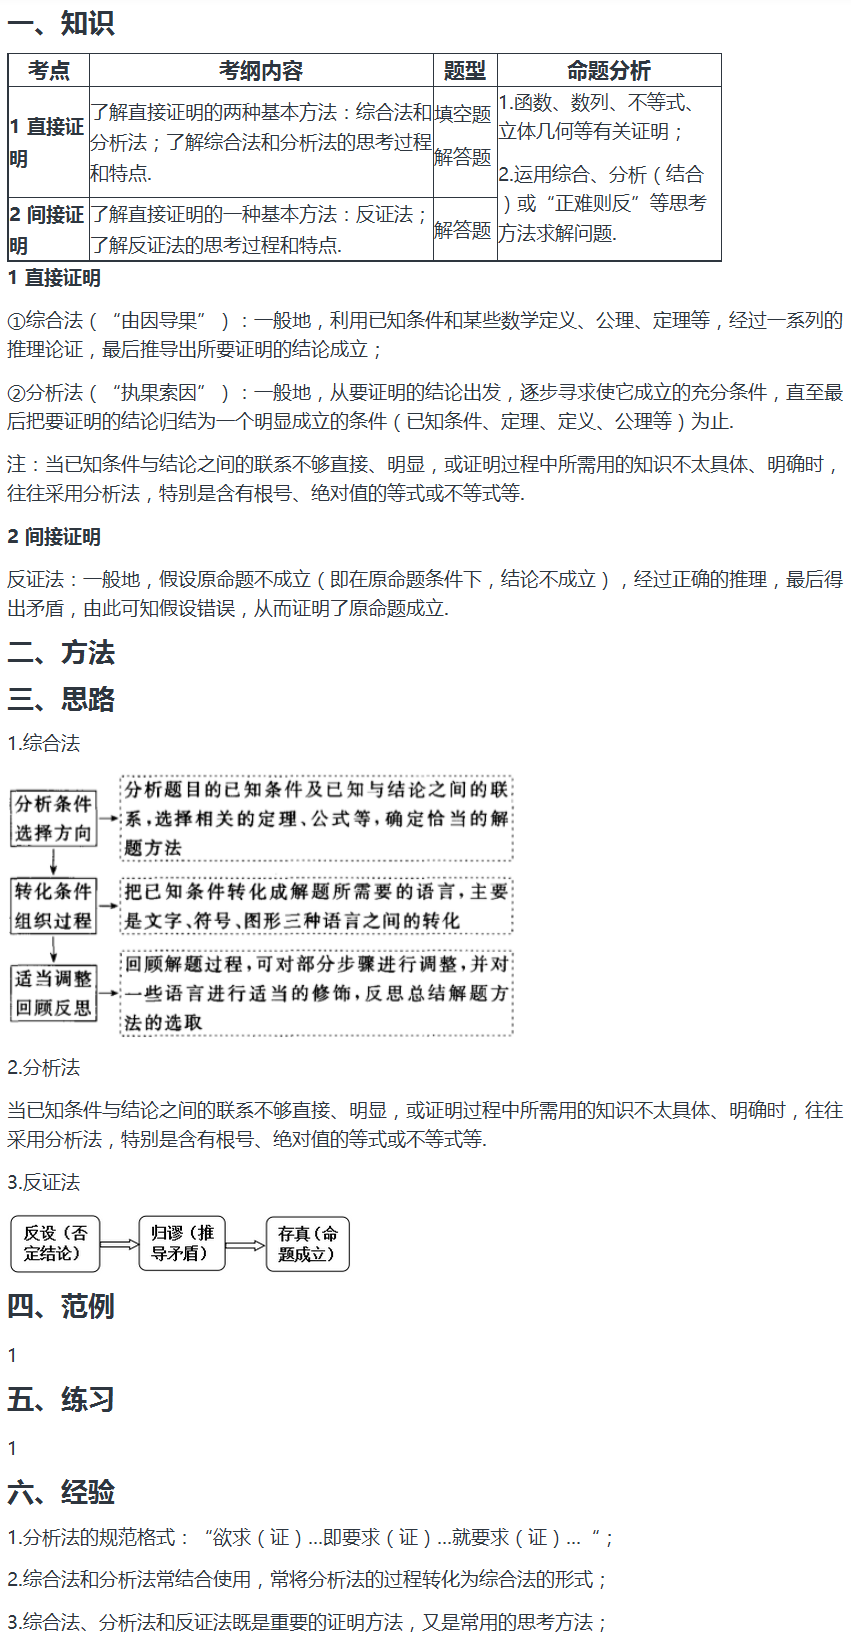 一、知识
考点 考纲内容 题型 命题分析
1 直接证明
了解直接证明的两种基本方法：综合法和
分析法；了解综合法和分析法的思考过程
和特点.
填空题
解答题
1.函数、数列、不等式、
立体几何等有关证明；
2.运用综合、分析（结合
）或“正难则反”等思考
方法求解问题.
2 间接证明
了解直接证明的一种基本方法：反证法；
了解反证法的思考过程和特点.
解答题
1 直接证明
①综合法（“由因导果”）：一般地，利用已知条件和某些数学定义、公理、定理等，经过一系列的
推理论证，最后推导出所要证明的结论成立；
②分析法（“执果索因”）：一般地，从要证明的结论出发，逐步寻求使它成立的充分条件，直至最
后把要证明的结论归结为一个明显成立的条件（已知条件、定理、定义、公理等）为止.
注：当已知条件与结论之间的联系不够直接、明显，或证明过程中所需用的知识不太具体、明确时，
往往采用分析法，特别是含有根号、绝对值的等式或不等式等.
2 间接证明
反证法：一般地，假设原命题不成立（即在原命题条件下，结论不成立），经过正确的推理，最后得
出矛盾，由此可知假设错误，从而证明了原命题成立.
二、方法
三、思路
1.综合法
分析条件
选择方向
分析题目的已知条件及已知与结论之间的联
系，选择相关的定理、公式等，确定恰当的解
题方法
转化条件
组织过程
把已知条件转化成解题所需要的语言，主要
是文字、符号、图形三种语言之间的转化
适当调整
回顾反思
回顾解题过程，可对部分步骤进行调整，并对
一些语言进行适当的修饰，反思总结解题方
法的选取
2.分析法
当已知条件与结论之间的联系不够直接、明显，或证明过程中所需用的知识不太具体、明确时，往往
采用分析法，特别是含有根号、绝对值的等式或不等式等.
3.反证法
反设（否
定结论）
归谬（推
导矛盾）
存真（命
题成立）
四、范例
1
五、练习
1
六、经验
1.分析法的规范格式：“欲求（证）...即要求（证）...就要求（证）...“；
2.综合法和分析法常结合使用，常将分析法的过程转化为综合法的形式；
3.综合法、分析法和反证法既是重要的证明方法，又是常用的思考方法；